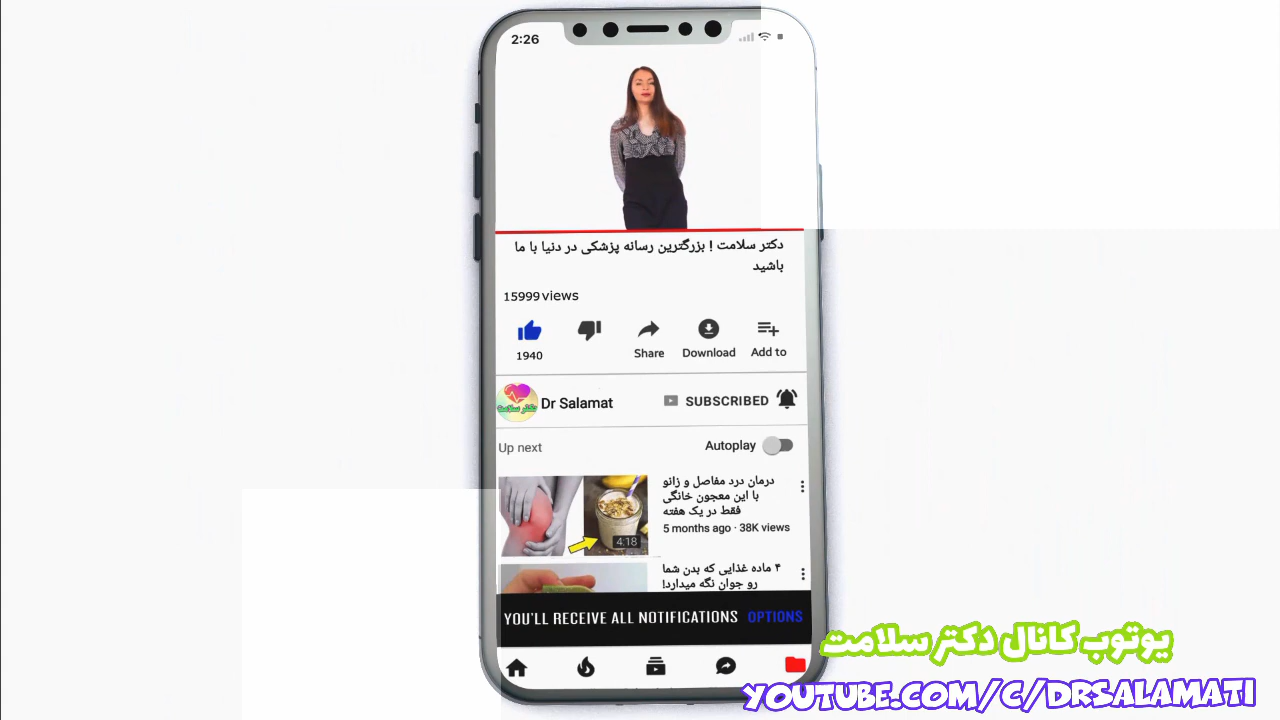 2:26
دکتر سلامت ! بزرگترین رسانه پزشکی در دنیا با ما
باشید
15999 views
1940
Share
Download
Add to
دکتر سلامت
Dr Salamat
SUBSCRIBED
Up next
Autoplay
درمان درد مفاصل و زانو
با این معجون خانگی
فقط در یک هفته
5 months ago · 38K views
4:18
۴ ماده غذایی که بدن شما
رو جوان نگه میدارد!
YOU'LL RECEIVE ALL NOTIFICATIONS OPTIONS
یوتوب کانال دکتر سلامت
YOUTUBE.COM/C/DRSALAMATI